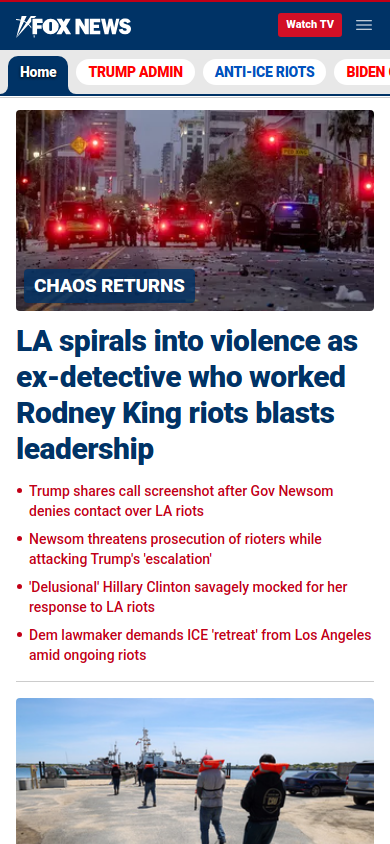 FOX NEWS
Watch TV
Home
TRUMP ADMIN
ANTI-ICE RIOTS
BIDEN
CHAOS RETURNS
LA spirals into violence as
ex-detective who worked
Rodney King riots blasts
leadership
• Trump shares call screenshot after Gov Newsom
denies contact over LA riots
• Newsom threatens prosecution of rioters while
attacking Trump's 'escalation'
• 'Delusional' Hillary Clinton savagely mocked for her
response to LA riots
• Dem lawmaker demands ICE 'retreat' from Los Angeles
amid ongoing riots